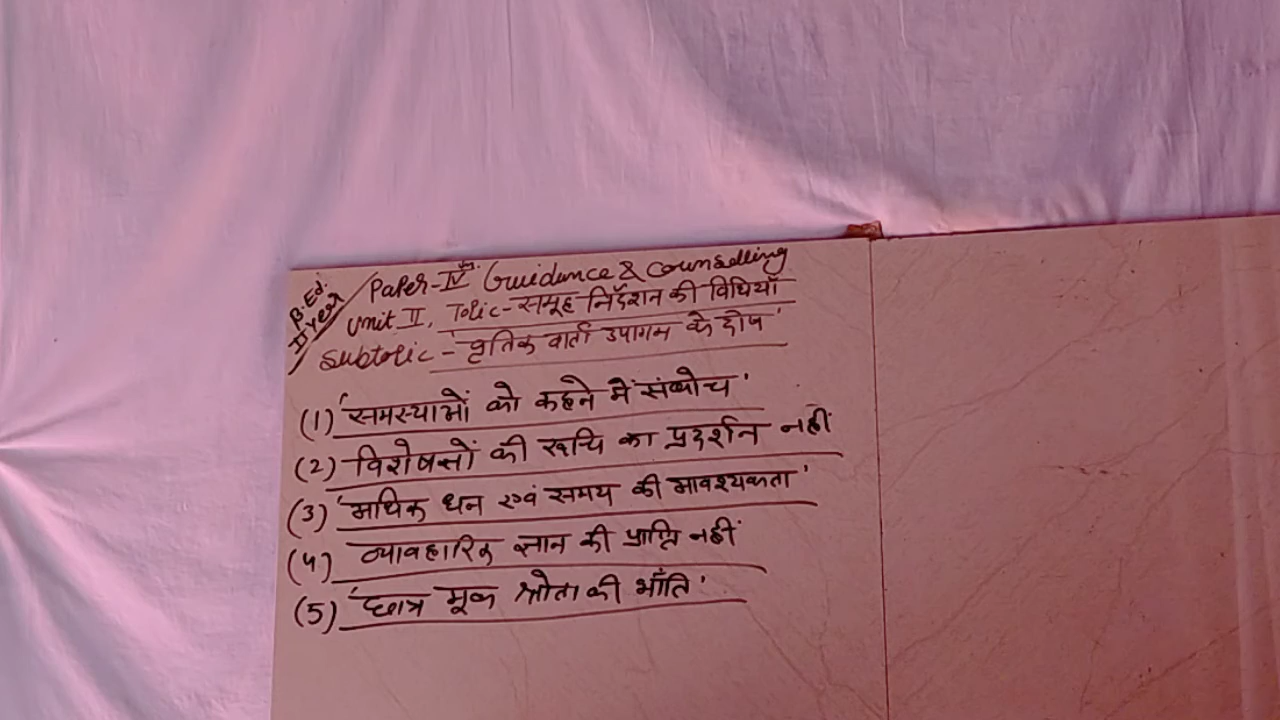 B.Ed.
II year
Paper-IVth Guidance & Counselling
Unit II, Topic-समूह निर्देशन की विधियाँ
Subtopic-'वृतिक वार्ता उपागम के दोष'
(1) 'समस्याओं को कहने में संकोच'
(2) विशेषज्ञों की रूचि का प्रदर्शन नहीं
(3) 'अधिक धन एवं समय की आवश्यकता'
(4) व्यावहारिक ज्ञान की प्राप्ति नहीं
(5) 'छात्र मूक श्रोता की भाँति'